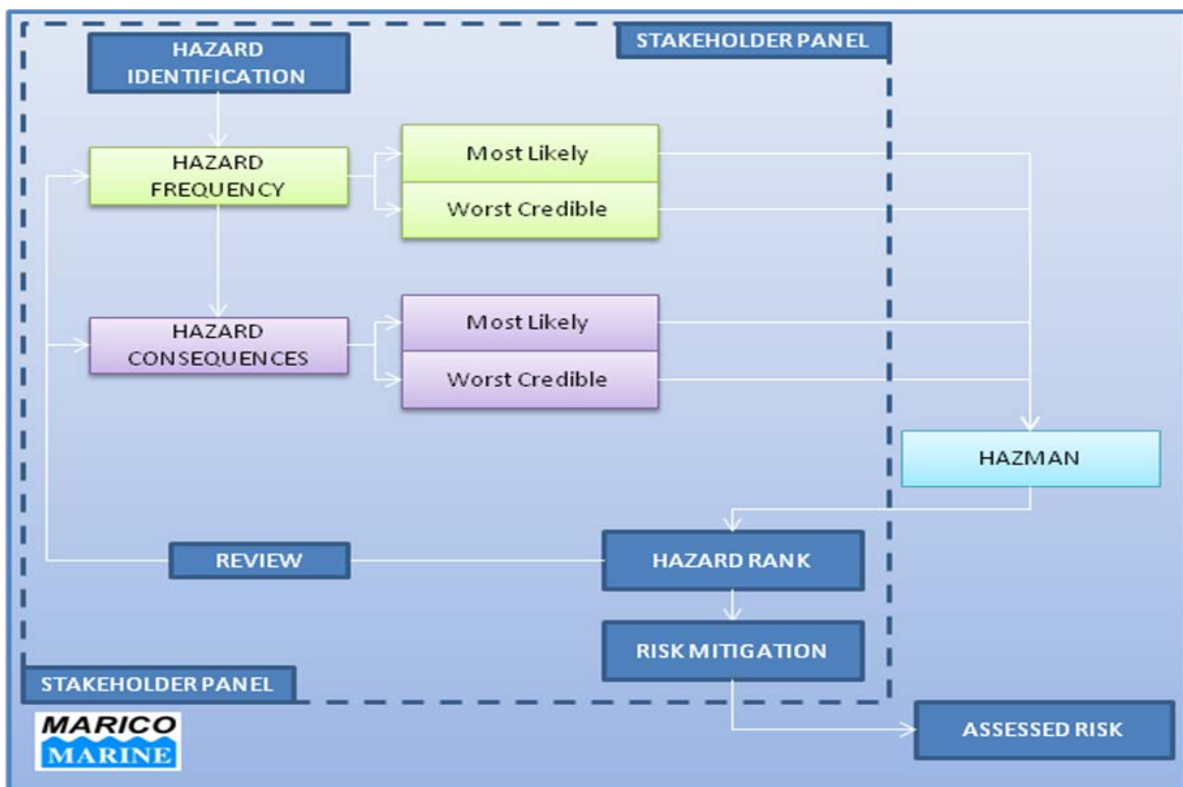 STAKEHOLDER PANEL
HAZARD
IDENTIFICATION
HAZARD
FREQUENCY
Most Likely
Worst Credible
HAZARD
CONSEQUENCES
Most Likely
Worst Credible
HAZMAN
REVIEW
HAZARD RANK
RISK MITIGATION
STAKEHOLDER PANEL
MARICO
MARINE
ASSESSED RISK